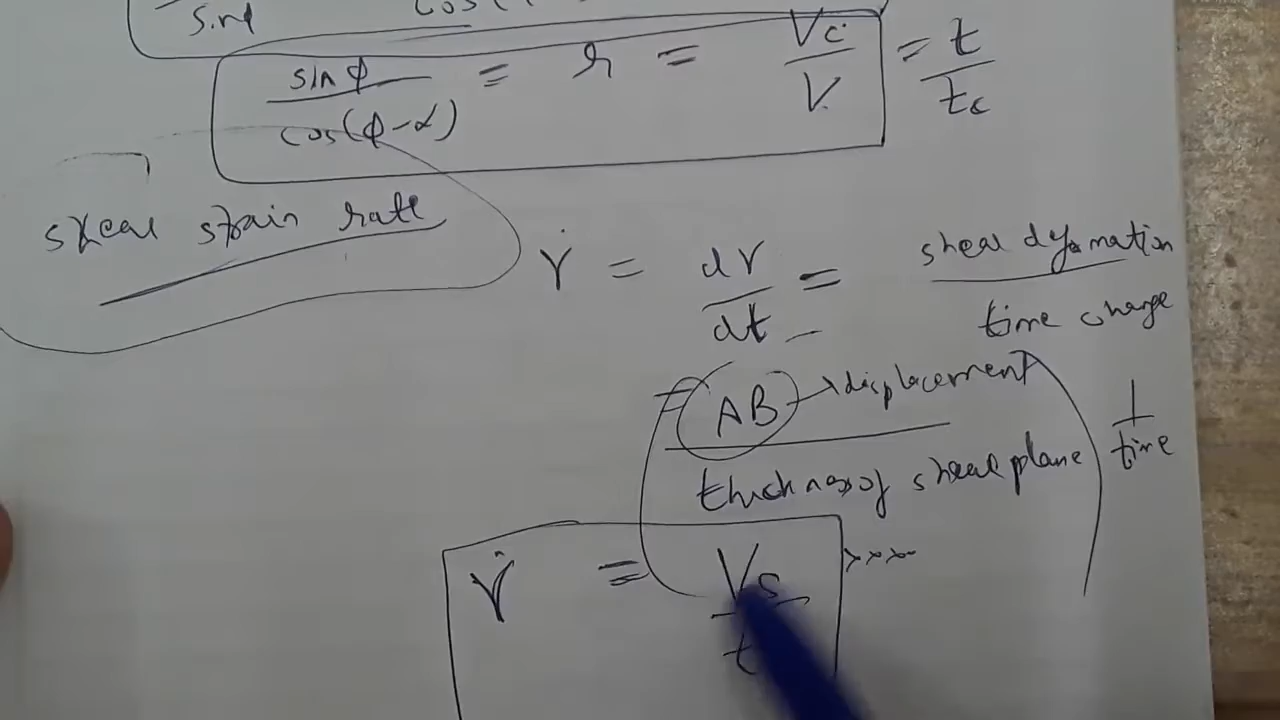 sin φ / cos(φ-α) = r = Vc / V = t / tc
shear strain rate
γ̇ = dγ / dt = shear deformation / time change
= AB → displacement / thickness of shear plane 1 / time
γ̇ = Vs / t